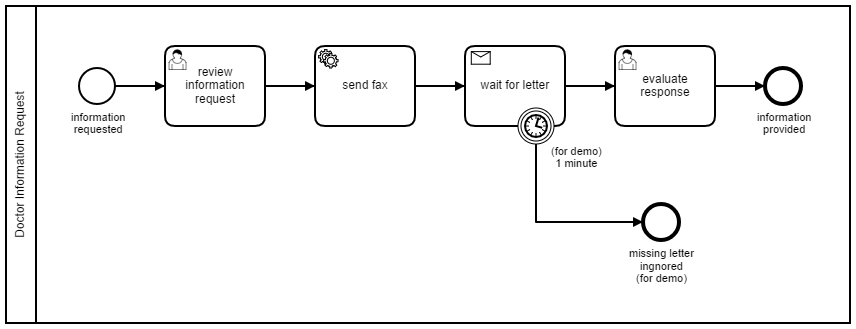 Doctor Information Request
information
requested
review
information
request
send fax
wait for letter
(for demo)
1 minute
evaluate
response
information
provided
missing letter
ingnored
(for demo)